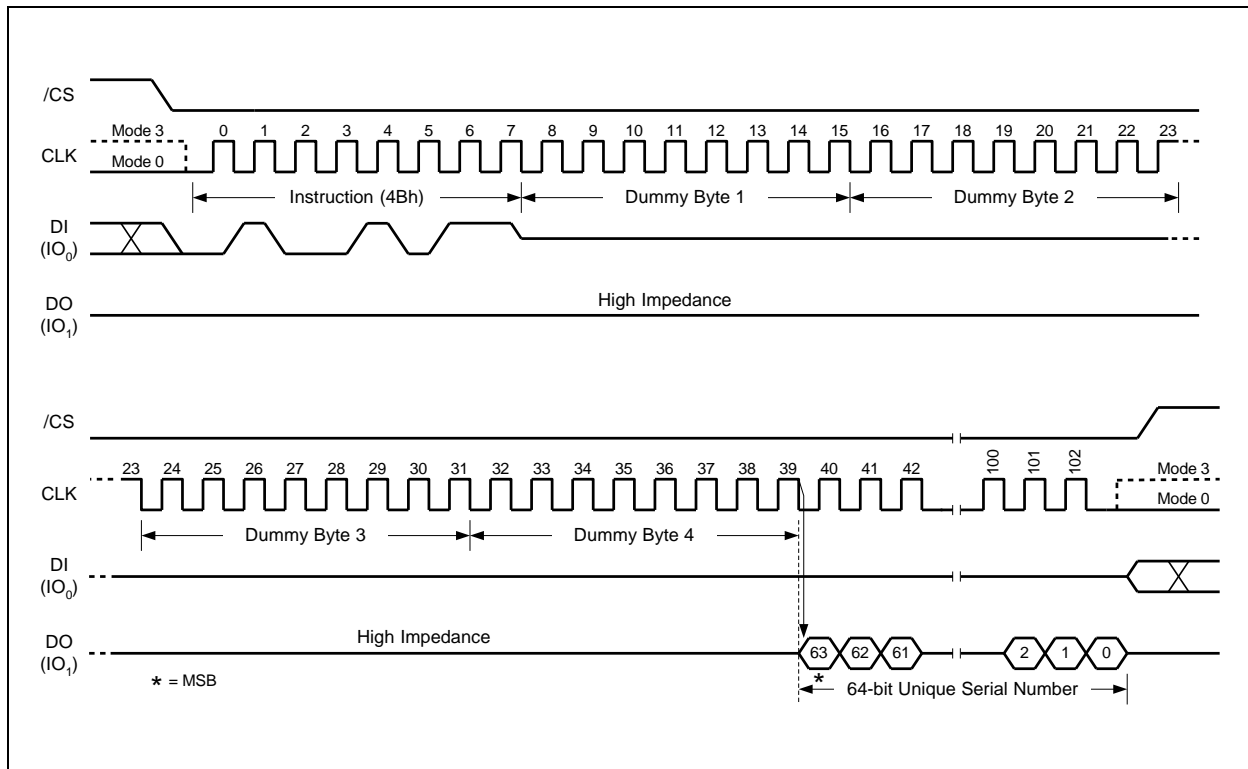 /CS
Mode 3
0 1 2 3 4 5 6 7 8 9 10 11 12 13 14 15 16 17 18 19 20 21 22 23
CLK
Mode 0
Instruction (4Bh) Dummy Byte 1 Dummy Byte 2
DI
(IO0)
High Impedance
DO
(IO1)
/CS
23 24 25 26 27 28 29 30 31 32 33 34 35 36 37 38 39 40 41 42 100 101 102
Mode 3
CLK
Mode 0
Dummy Byte 3 Dummy Byte 4
DI
(IO0)
High Impedance
DO
(IO1)
63 62 61 2 1 0
* = MSB
*
64-bit Unique Serial Number